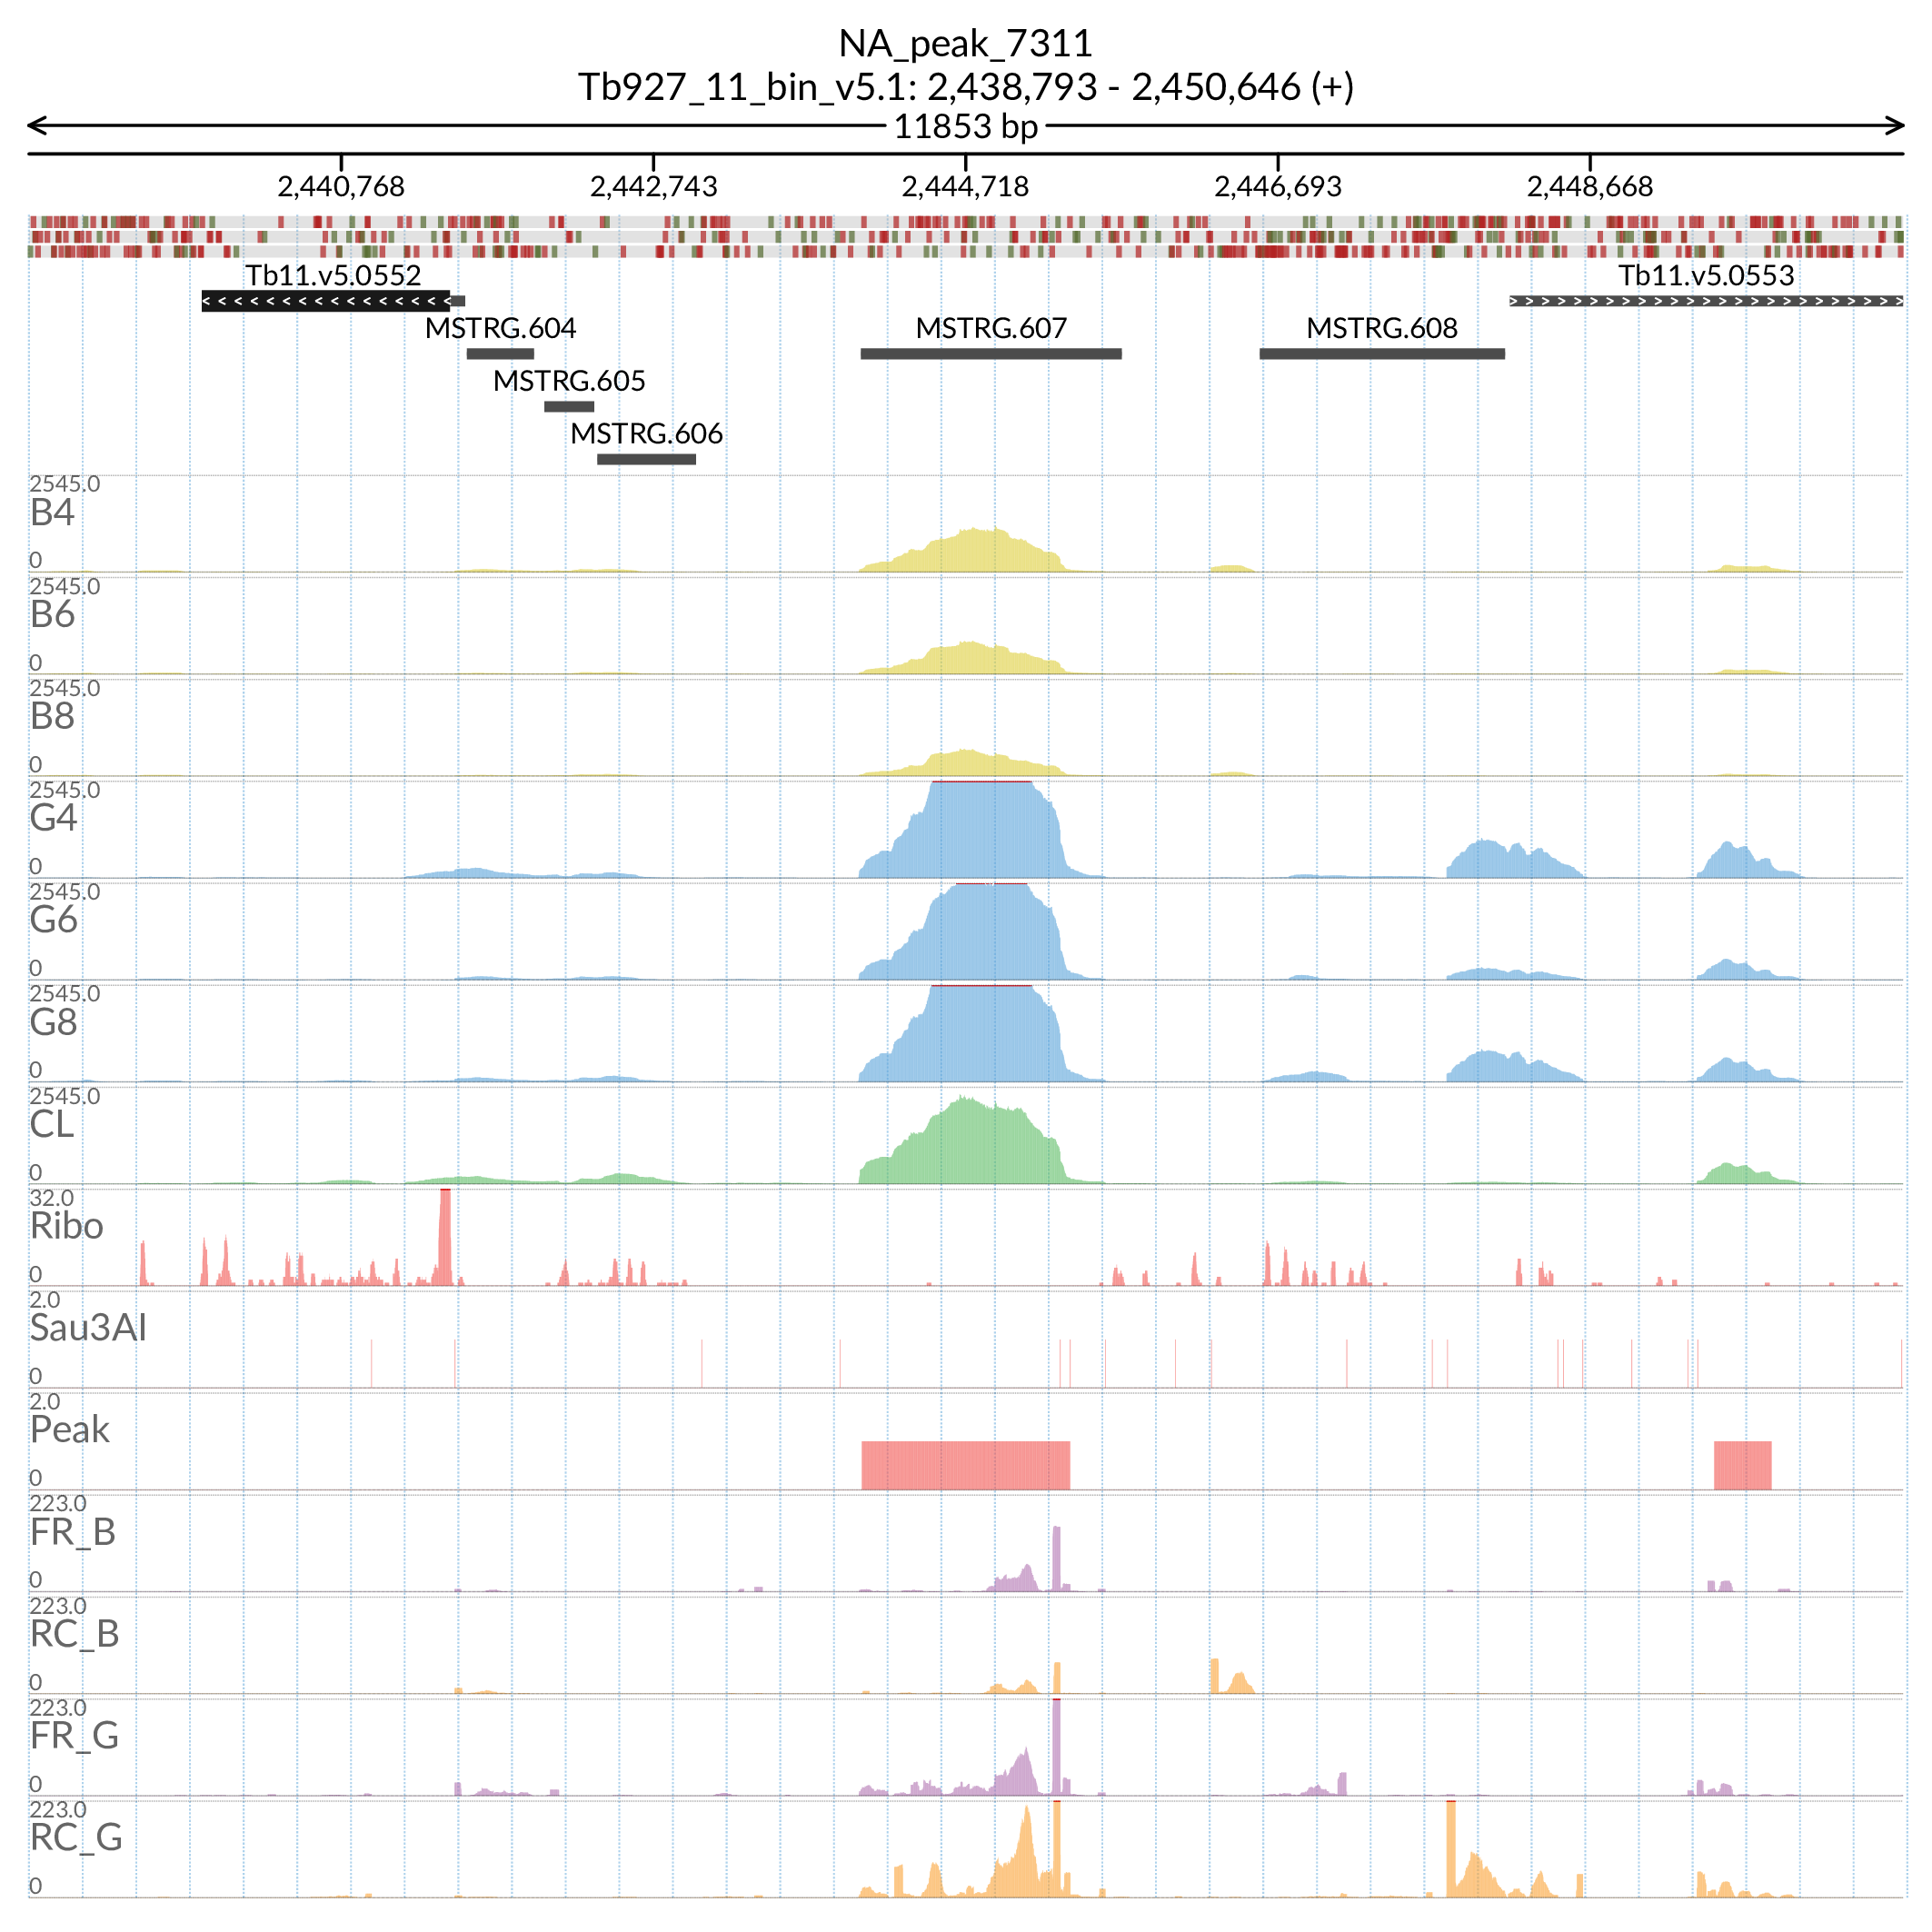 NA_peak_7311
Tb927_11_bin_v5.1: 2,438,793 - 2,450,646 (+)
11853 bp
2,440,768 2,442,743 2,444,718 2,446,693 2,448,668
Tb11.v5.0552 Tb11.v5.0553
MSTRG.604 MSTRG.607 MSTRG.608
MSTRG.605
MSTRG.606
2545.0
B4
0
2545.0
B6
0
2545.0
B8
0
2545.0
G4
0
2545.0
G6
0
2545.0
G8
0
2545.0
CL
0
32.0
Ribo
0
2.0
Sau3AI
0
2.0
Peak
0
223.0
FR_B
0
223.0
RC_B
0
223.0
FR_G
0
223.0
RC_G
0